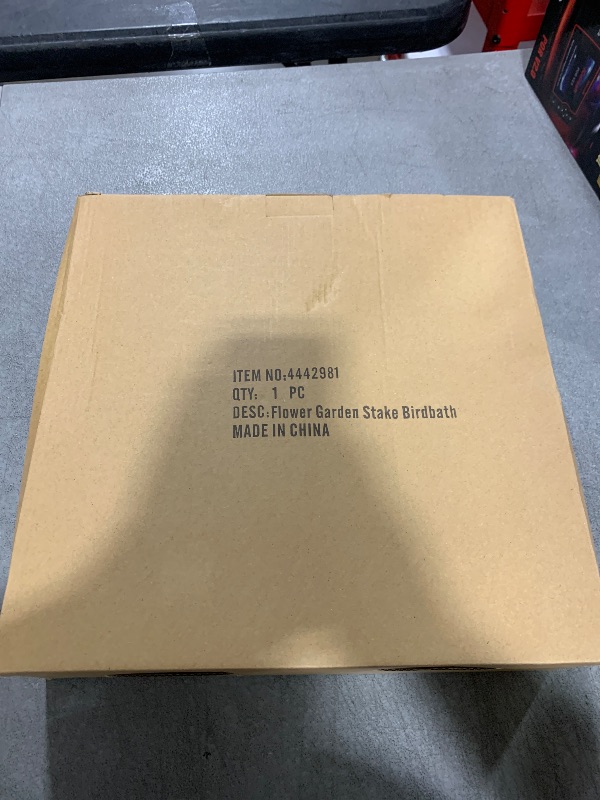 ITEM NO:4442981
QTY: 1 PC
DESC:Flower Garden Stake Birdbath
MADE IN CHINA